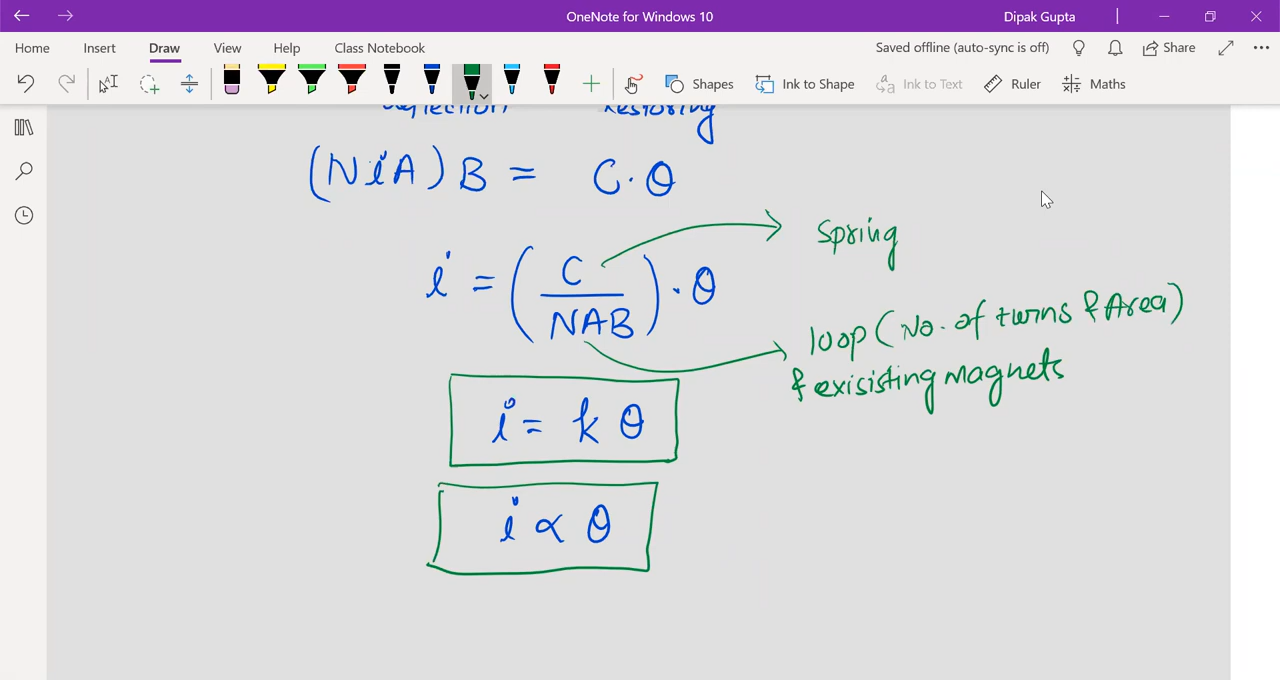 OneNote for Windows 10
Dipak Gupta
Home Insert Draw View Help Class Notebook
Saved offline (auto-sync is off)
Share
Shapes
Ink to Shape
Ink to Text
Ruler
Maths
deflection restoring
(NiA) B = C·θ
i = (C/NAB)·θ
spring
loop (No. of turns & Area)
& exisisting magnets
i = kθ
i ∝ θ